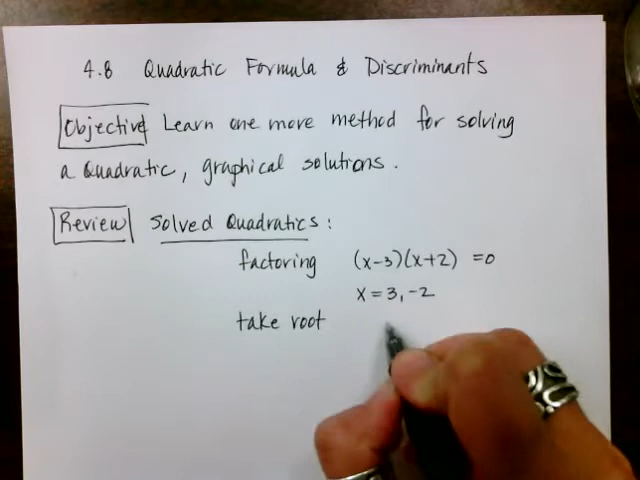 4.8 Quadratic Formula & Discriminants
Objective Learn one more method for solving
a Quadratic, graphical solutions.
Review Solved Quadratics:
factoring (x-3)(x+2) =0
x=3,-2
take root